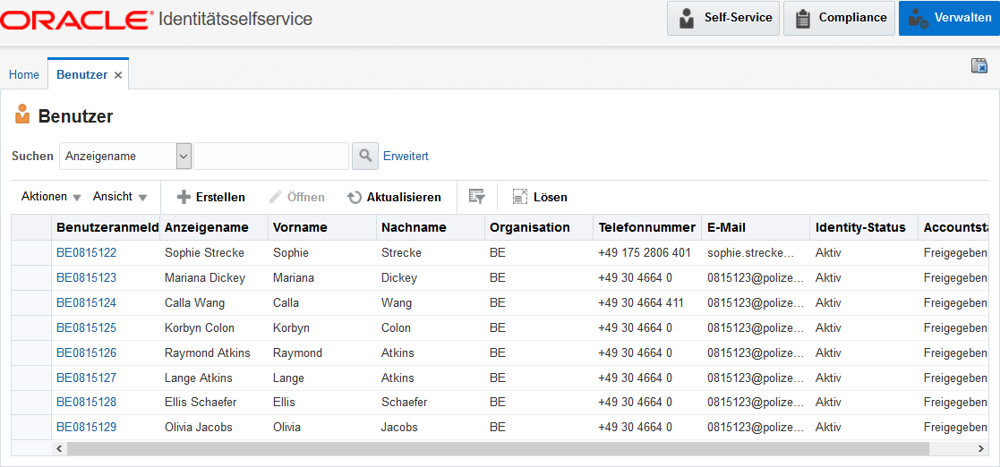 ORACLE® Identitätsselfservice Self-Service Compliance Verwalten
Home Benutzer
Benutzer
Suchen Anzeigename Erweitert
Aktionen Ansicht Erstellen Öffnen Aktualisieren Lösen
Benutzeranmeld Anzeigename Vorname Nachname Organisation Telefonnummer E-Mail Identity-Status Accountsta
BE0815122 Sophie Strecke Sophie Strecke BE +49 175 2806 401 sophie.strecke... Aktiv Freigegeben
BE0815123 Mariana Dickey Mariana Dickey BE +49 30 4664 0 0815123@polize... Aktiv Freigegeben
BE0815124 Calla Wang Calla Wang BE +49 30 4664 411 0815123@polize... Aktiv Freigegeben
BE0815125 Korbyn Colon Korbyn Colon BE +49 30 4664 0 0815123@polize... Aktiv Freigegeben
BE0815126 Raymond Atkins Raymond Atkins BE +49 30 4664 0 0815123@polize... Aktiv Freigegeben
BE0815127 Lange Atkins Lange Atkins BE +49 30 4664 0 0815123@polize... Aktiv Freigegeben
BE0815128 Ellis Schaefer Ellis Schaefer BE +49 30 4664 0 0815123@polize... Aktiv Freigegeben
BE0815129 Olivia Jacobs Olivia Jacobs BE +49 30 4664 0 0815123@polize... Aktiv Freigegeben